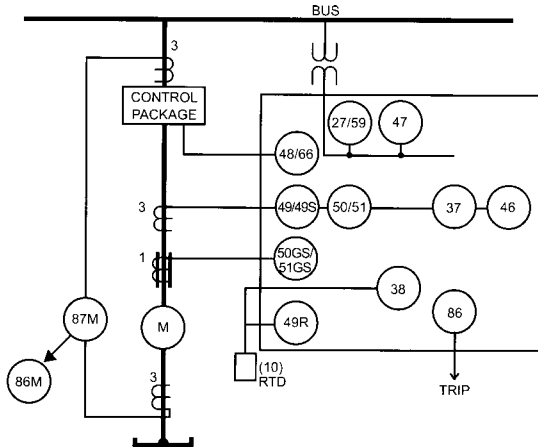 BUS
3
CONTROL
PACKAGE
27/59
47
48/66
3
49/49S
50/51
37
46
1
50GS/
51GS
38
87M
M
49R
86
(10)
RTD
86M
3
TRIP